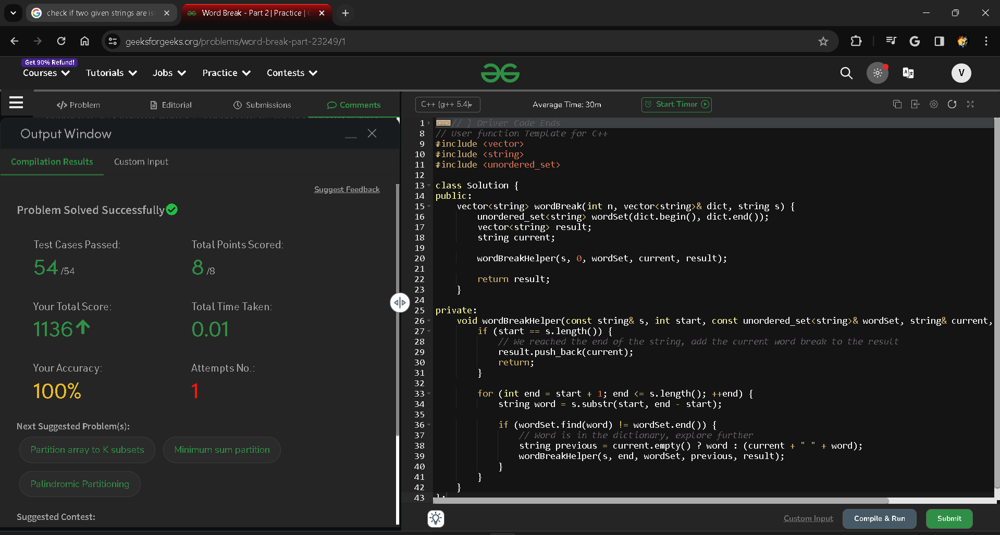 check if two given strings are is
Word Break - Part 2 | Practice |
geeksforgeeks.org/problems/word-break-part-23249/1
Get 90% Refund!
Courses
Tutorials
Jobs
Practice
Contests
V
</> Problem
Editorial
Submissions
Comments
C++ (g++ 5.4)
Average Time: 30m
Start Timer
Output Window
Compilation Results
Custom Input
Suggest Feedback
Problem Solved Successfully
Test Cases Passed:
Total Points Scored:
54 /54
8 /8
Your Total Score:
Total Time Taken:
1136
0.01
Your Accuracy:
Attempts No.:
100%
1
Next Suggested Problem(s):
Partition array to K subsets
Minimum sum partition
Palindromic Partitioning
Suggested Contest:
1 // } Driver Code Ends
8 // User function Template for C++
9 #include <vector>
10 #include <string>
11 #include <unordered_set>
12
13 class Solution {
14 public:
15 vector<string> wordBreak(int n, vector<string>& dict, string s) {
16 unordered_set<string> wordSet(dict.begin(), dict.end());
17 vector<string> result;
18 string current;
19
20 wordBreakHelper(s, 0, wordSet, current, result);
21
22 return result;
23 }
24
25 private:
26 void wordBreakHelper(const string& s, int start, const unordered_set<string>& wordSet, string& current,
27 if (start == s.length()) {
28 // We reached the end of the string, add the current word break to the result
29 result.push_back(current);
30 return;
31 }
32
33 for (int end = start + 1; end <= s.length(); ++end) {
34 string word = s.substr(start, end - start);
35
36 if (wordSet.find(word) != wordSet.end()) {
37 // Word is in the dictionary, explore further
38 string previous = current.empty() ? word : (current + " " + word);
39 wordBreakHelper(s, end, wordSet, previous, result);
40 }
41 }
42 }
43 };
Custom Input
Compile & Run
Submit